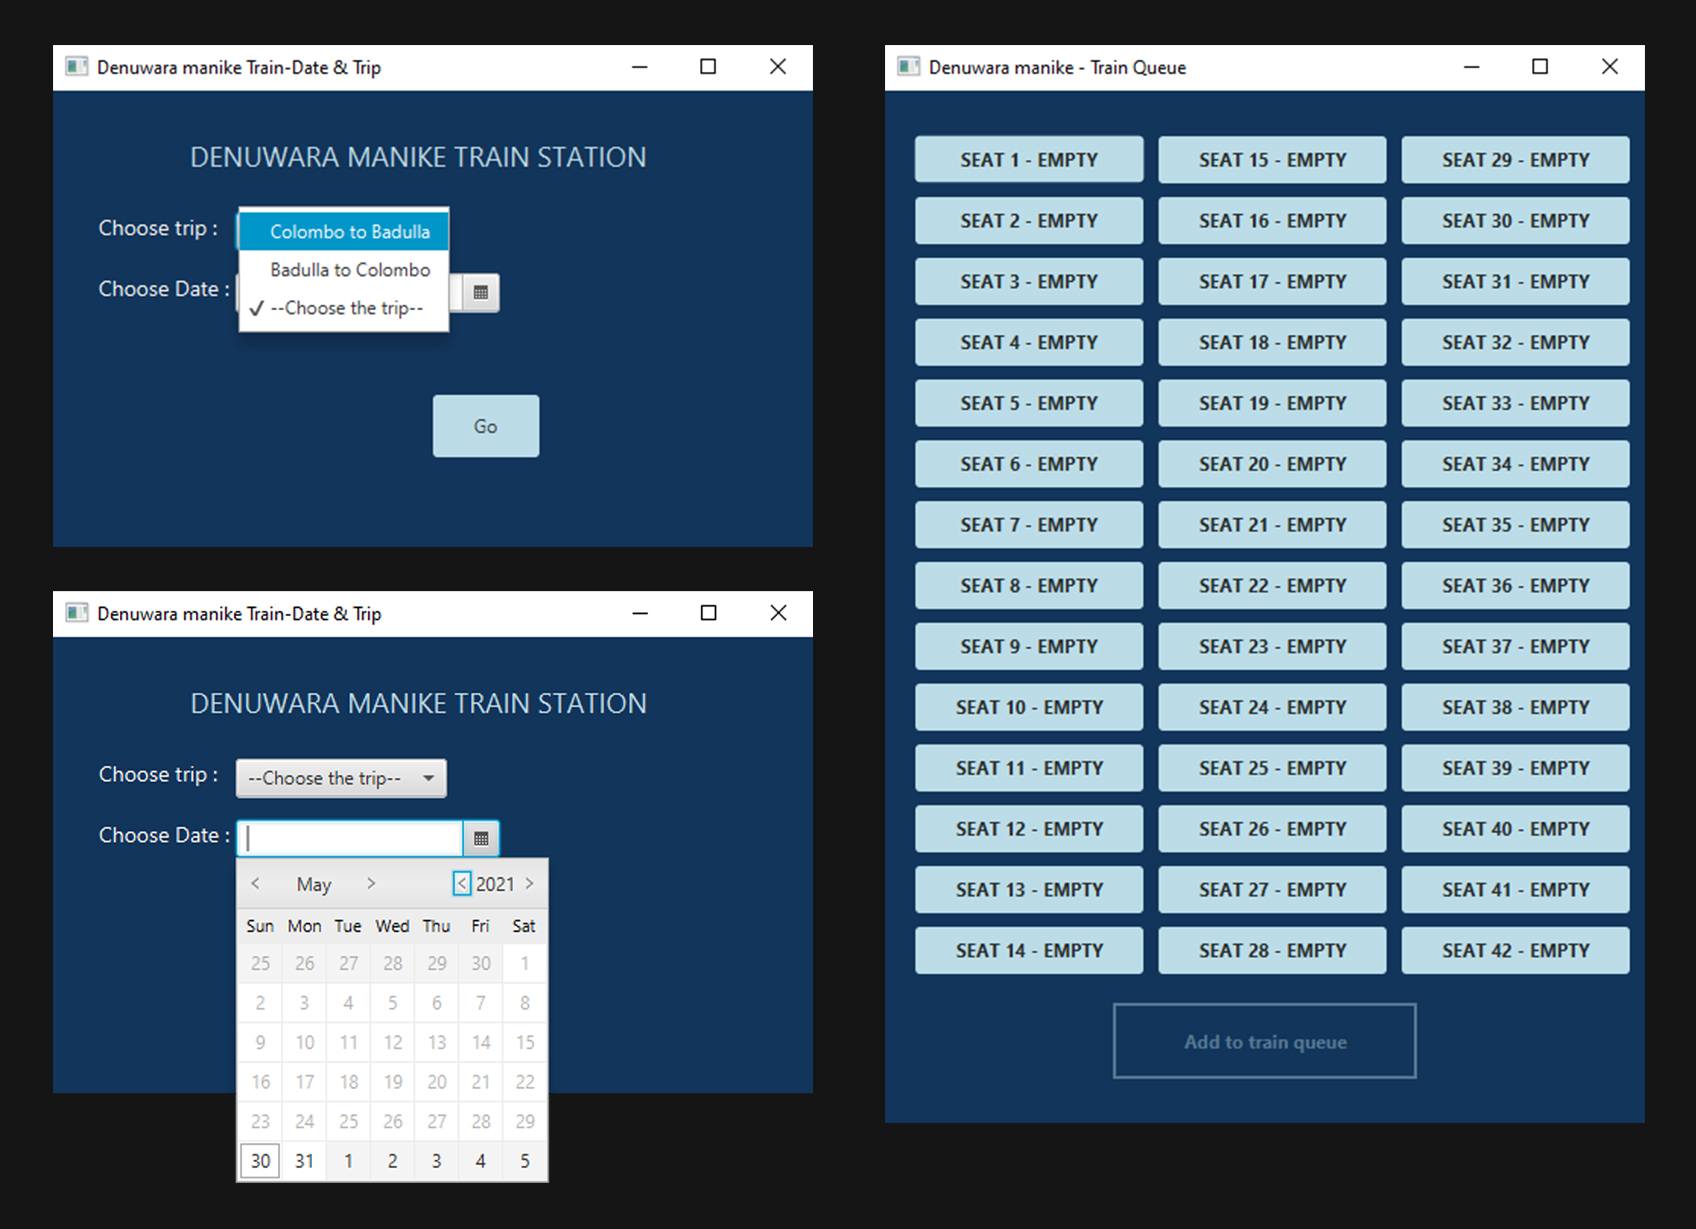 Denuwara manike Train-Date & Trip
DENUWARA MANIKE TRAIN STATION
Choose trip :
Colombo to Badulla
Badulla to Colombo
✓ --Choose the trip--
Choose Date :
Go
Denuwara manike Train-Date & Trip
DENUWARA MANIKE TRAIN STATION
Choose trip : --Choose the trip--
Choose Date :
< May > < 2021 >
Sun Mon Tue Wed Thu Fri Sat
25 26 27 28 29 30 1
2 3 4 5 6 7 8
9 10 11 12 13 14 15
16 17 18 19 20 21 22
23 24 25 26 27 28 29
30 31 1 2 3 4 5
Denuwara manike - Train Queue
SEAT 1 - EMPTY SEAT 15 - EMPTY SEAT 29 - EMPTY
SEAT 2 - EMPTY SEAT 16 - EMPTY SEAT 30 - EMPTY
SEAT 3 - EMPTY SEAT 17 - EMPTY SEAT 31 - EMPTY
SEAT 4 - EMPTY SEAT 18 - EMPTY SEAT 32 - EMPTY
SEAT 5 - EMPTY SEAT 19 - EMPTY SEAT 33 - EMPTY
SEAT 6 - EMPTY SEAT 20 - EMPTY SEAT 34 - EMPTY
SEAT 7 - EMPTY SEAT 21 - EMPTY SEAT 35 - EMPTY
SEAT 8 - EMPTY SEAT 22 - EMPTY SEAT 36 - EMPTY
SEAT 9 - EMPTY SEAT 23 - EMPTY SEAT 37 - EMPTY
SEAT 10 - EMPTY SEAT 24 - EMPTY SEAT 38 - EMPTY
SEAT 11 - EMPTY SEAT 25 - EMPTY SEAT 39 - EMPTY
SEAT 12 - EMPTY SEAT 26 - EMPTY SEAT 40 - EMPTY
SEAT 13 - EMPTY SEAT 27 - EMPTY SEAT 41 - EMPTY
SEAT 14 - EMPTY SEAT 28 - EMPTY SEAT 42 - EMPTY
Add to train queue